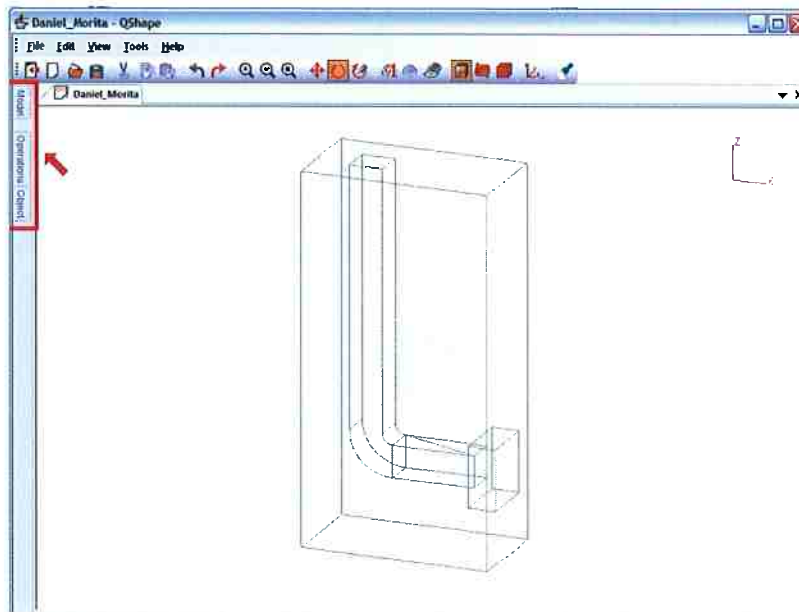 Daniel_Morita - QShape
File Edit View Tools Help
Daniel_Morita
Model
Operations
Object
Z